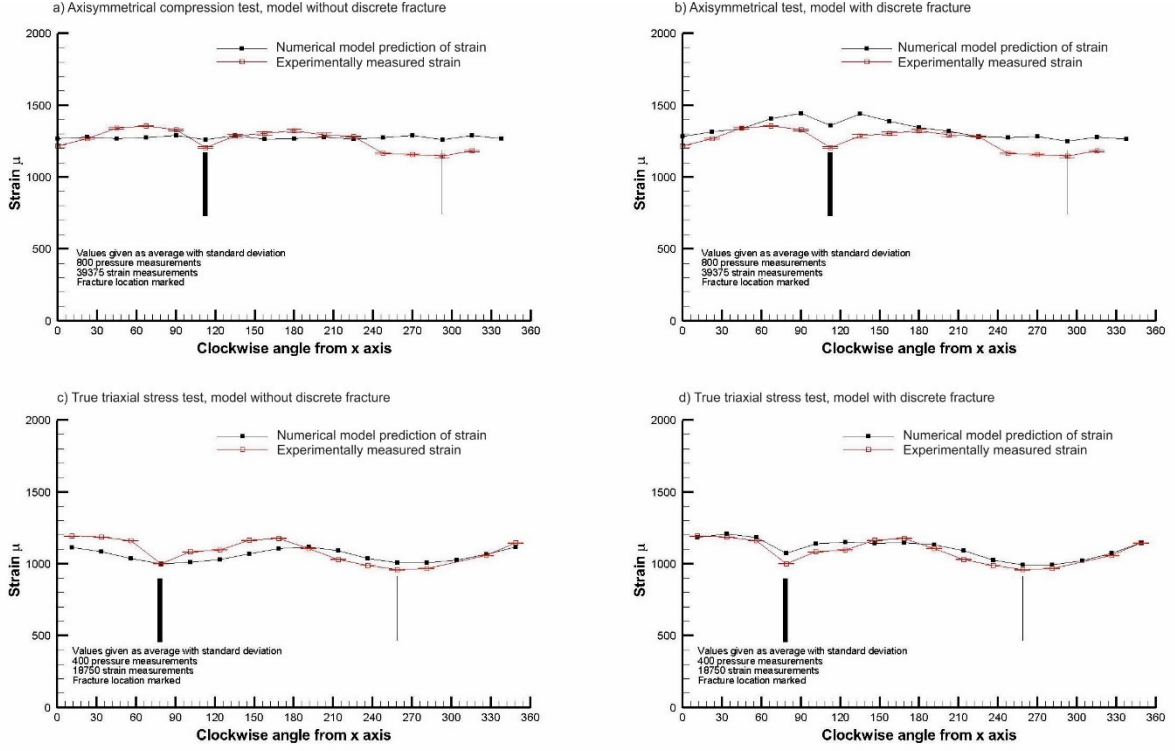 a) Axisymmetrical compression test, model without discrete fracture
2000
1500
1000
500
0
Strain μ
Numerical model prediction of strain
Experimentally measured strain
Values given as average with standard deviation
800 pressure measurements
39375 strain measurements
Fracture location marked
0 30 60 90 120 150 180 210 240 270 300 330 360
Clockwise angle from x axis
b) Axisymmetrical test, model with discrete fracture
2000
1500
1000
500
0
Strain μ
Numerical model prediction of strain
Experimentally measured strain
Values given as average with standard deviation
800 pressure measurements
39375 strain measurements
Fracture location marked
0 30 60 90 120 150 180 210 240 270 300 330 360
Clockwise angle from x axis
c) True triaxial stress test, model without discrete fracture
2000
1500
1000
500
0
Strain μ
Numerical model prediction of strain
Experimentally measured strain
Values given as average with standard deviation
400 pressure measurements
18750 strain measurements
Fracture location marked
0 30 60 90 120 150 180 210 240 270 300 330 360
Clockwise angle from x axis
d) True triaxial stress test, model with discrete fracture
2000
1500
1000
500
0
Strain μ
Numerical model prediction of strain
Experimentally measured strain
Values given as average with standard deviation
400 pressure measurements
18750 strain measurements
Fracture location marked
0 30 60 90 120 150 180 210 240 270 300 330 360
Clockwise angle from x axis